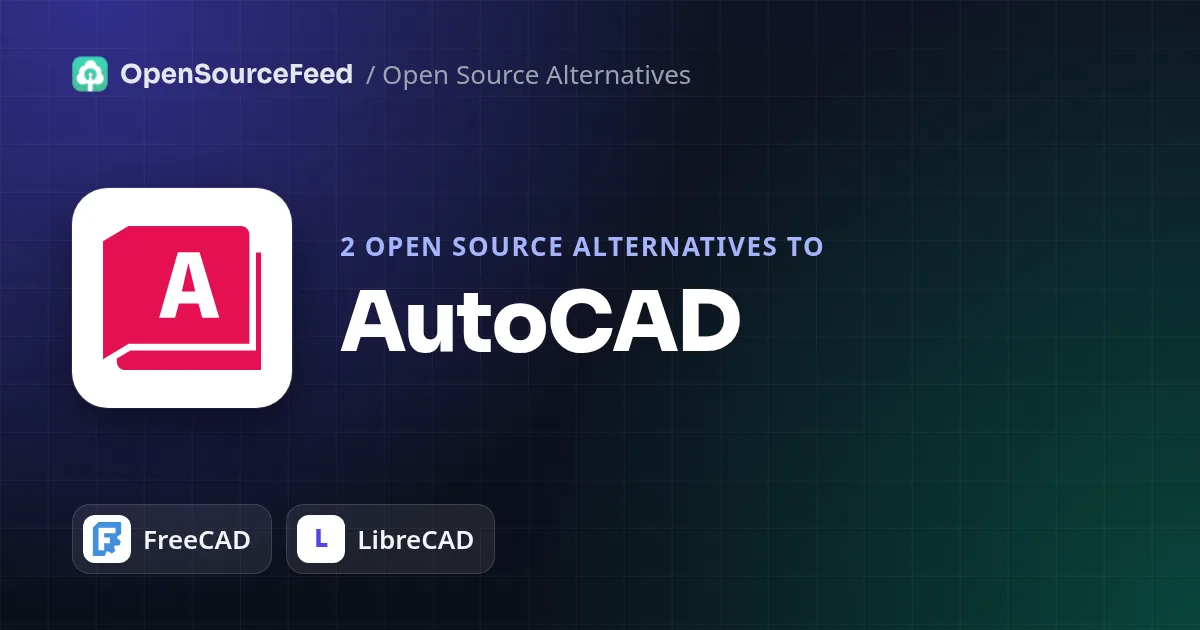 OpenSourceFeed / Open Source Alternatives
A
2 OPEN SOURCE ALTERNATIVES TO
AutoCAD
F FreeCAD
L LibreCAD